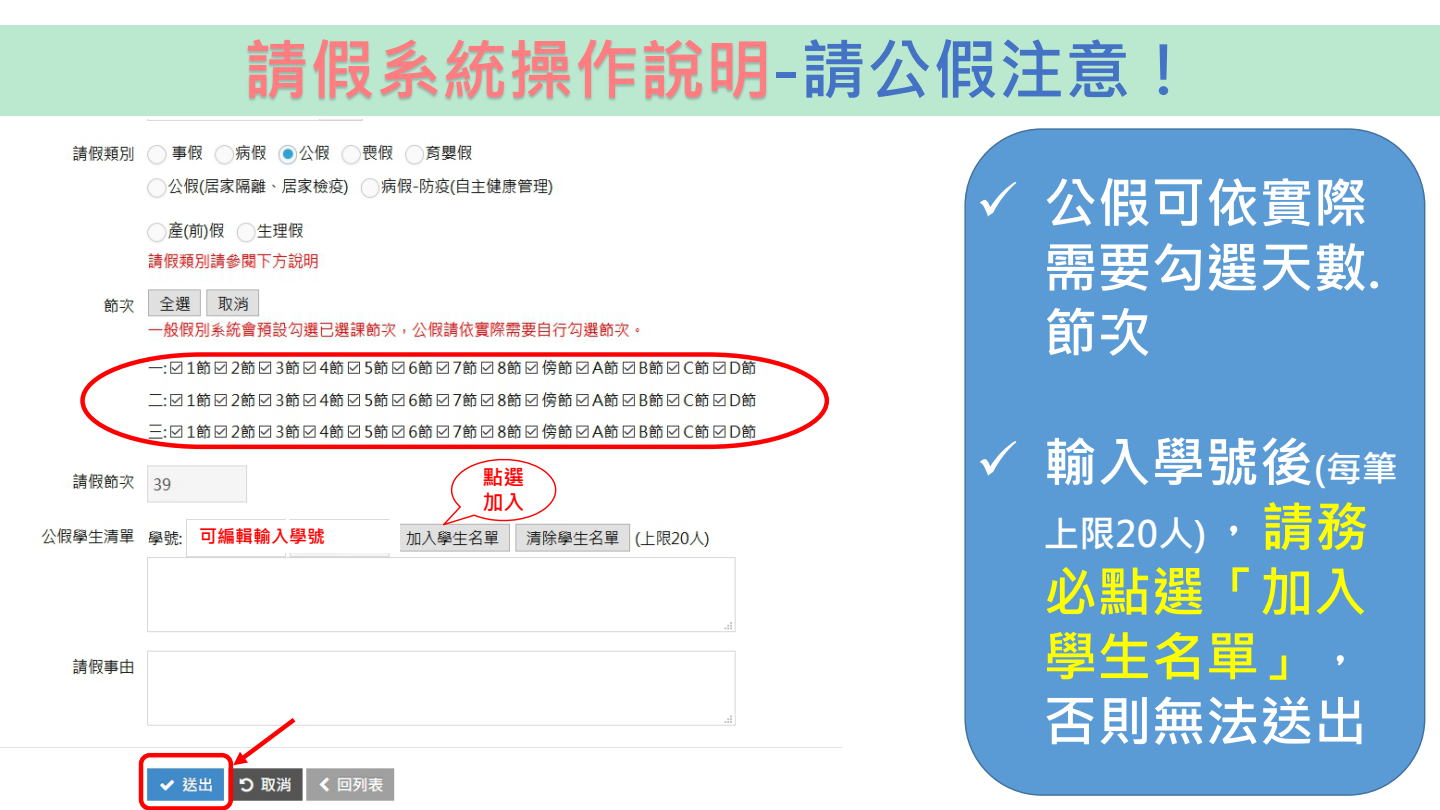 請假系統操作說明-請公假注意！
請假類別 事假 病假 公假 喪假 育嬰假
公假(居家隔離、居家檢疫) 病假-防疫(自主健康管理)
產(前)假 生理假
請假類別請參閱下方說明
節次 全選 取消
一般假別系統會預設勾選已選課節次，公假請依實際需要自行勾選節次。
一:☑1節☑2節☑3節☑4節☑5節☑6節☑7節☑8節☑傍節☑A節☑B節☑C節☑D節
二:☑1節☑2節☑3節☑4節☑5節☑6節☑7節☑8節☑傍節☑A節☑B節☑C節☑D節
三:☑1節☑2節☑3節☑4節☑5節☑6節☑7節☑8節☑傍節☑A節☑B節☑C節☑D節
請假節次 39
點選
加入
公假學生清單 學號: 可編輯輸入學號 加入學生名單 清除學生名單 (上限20人)
請假事由
✔ 送出 取消 回列表
✓ 公假可依實際
需要勾選天數.
節次
✓ 輸入學號後(每筆
上限20人)，請務
必點選「加入
學生名單」，
否則無法送出